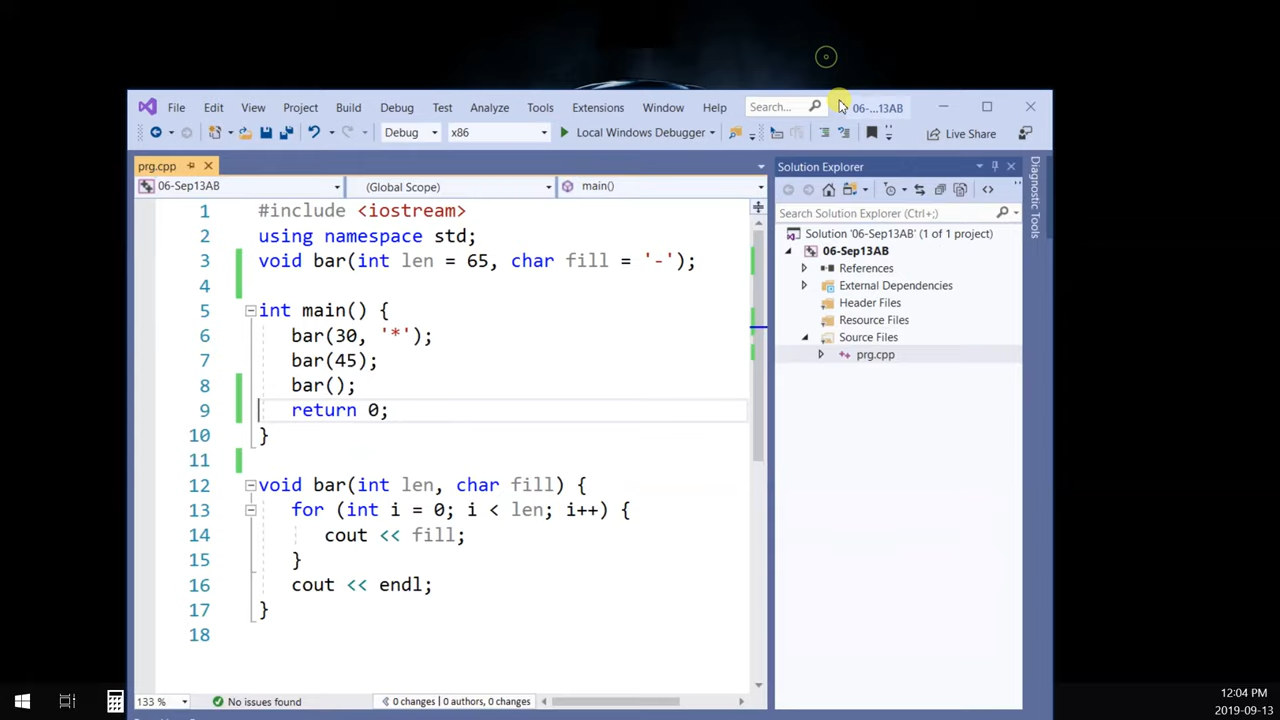 File Edit View Project Build Debug Test Analyze Tools Extensions Window Help Search... 06-...13AB
Debug x86 Local Windows Debugger Live Share
prg.cpp
06-Sep13AB (Global Scope) main()
1 #include <iostream>
2 using namespace std;
3 void bar(int len = 65, char fill = '-');
4
5 int main() {
6 bar(30, '*');
7 bar(45);
8 bar();
9 return 0;
10 }
11
12 void bar(int len, char fill) {
13 for (int i = 0; i < len; i++) {
14 cout << fill;
15 }
16 cout << endl;
17 }
18
133 % No issues found 0 changes | 0 authors, 0 changes
Solution Explorer
Search Solution Explorer (Ctrl+;)
Solution '06-Sep13AB' (1 of 1 project)
06-Sep13AB
References
External Dependencies
Header Files
Resource Files
Source Files
prg.cpp
Diagnostic Tools
12:04 PM
2019-09-13